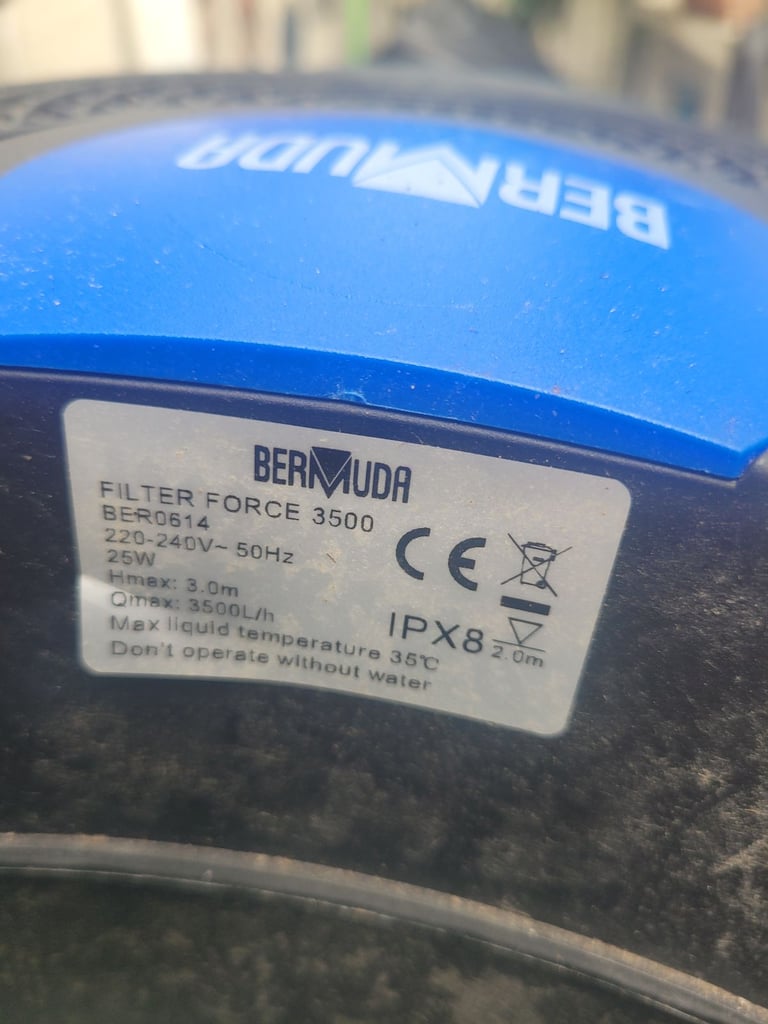 BERMUDA
BERMUDA
FILTER FORCE 3500
BER0614
220-240V~ 50Hz
25W
Hmax: 3.0m
Qmax: 3500L/h
Max liquid temperature 35℃
Don't operate without water
CE
IPX8
2.0m